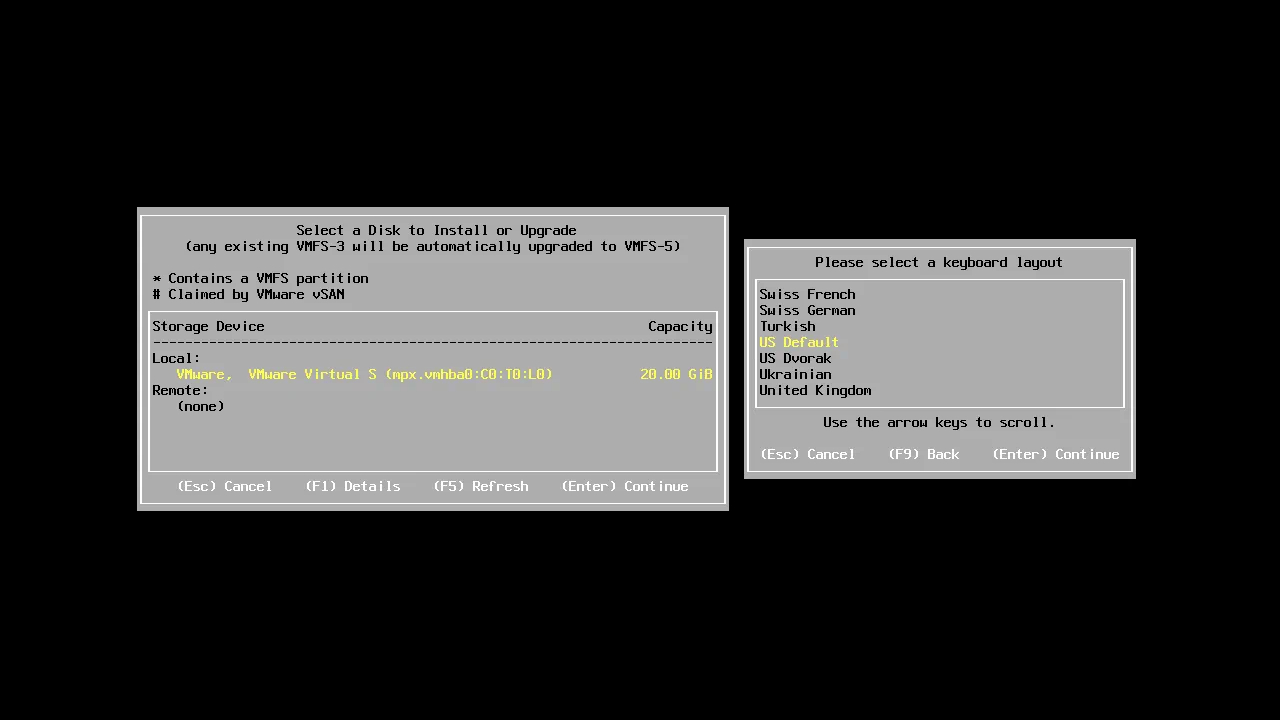 Select a Disk to Install or Upgrade
(any existing VMFS-3 will be automatically upgraded to VMFS-5)
* Contains a VMFS partition
# Claimed by VMware vSAN
Storage Device Capacity
--------------------------------------------------------------------
Local:
VMware,  VMware Virtual S (mpx.vmhba0:C0:T0:L0) 20.00 GiB
Remote:
(none)
(Esc) Cancel (F1) Details (F5) Refresh (Enter) Continue
Please select a keyboard layout
Swiss French
Swiss German
Turkish
US Default
US Dvorak
Ukrainian
United Kingdom
Use the arrow keys to scroll.
(Esc) Cancel (F9) Back (Enter) Continue